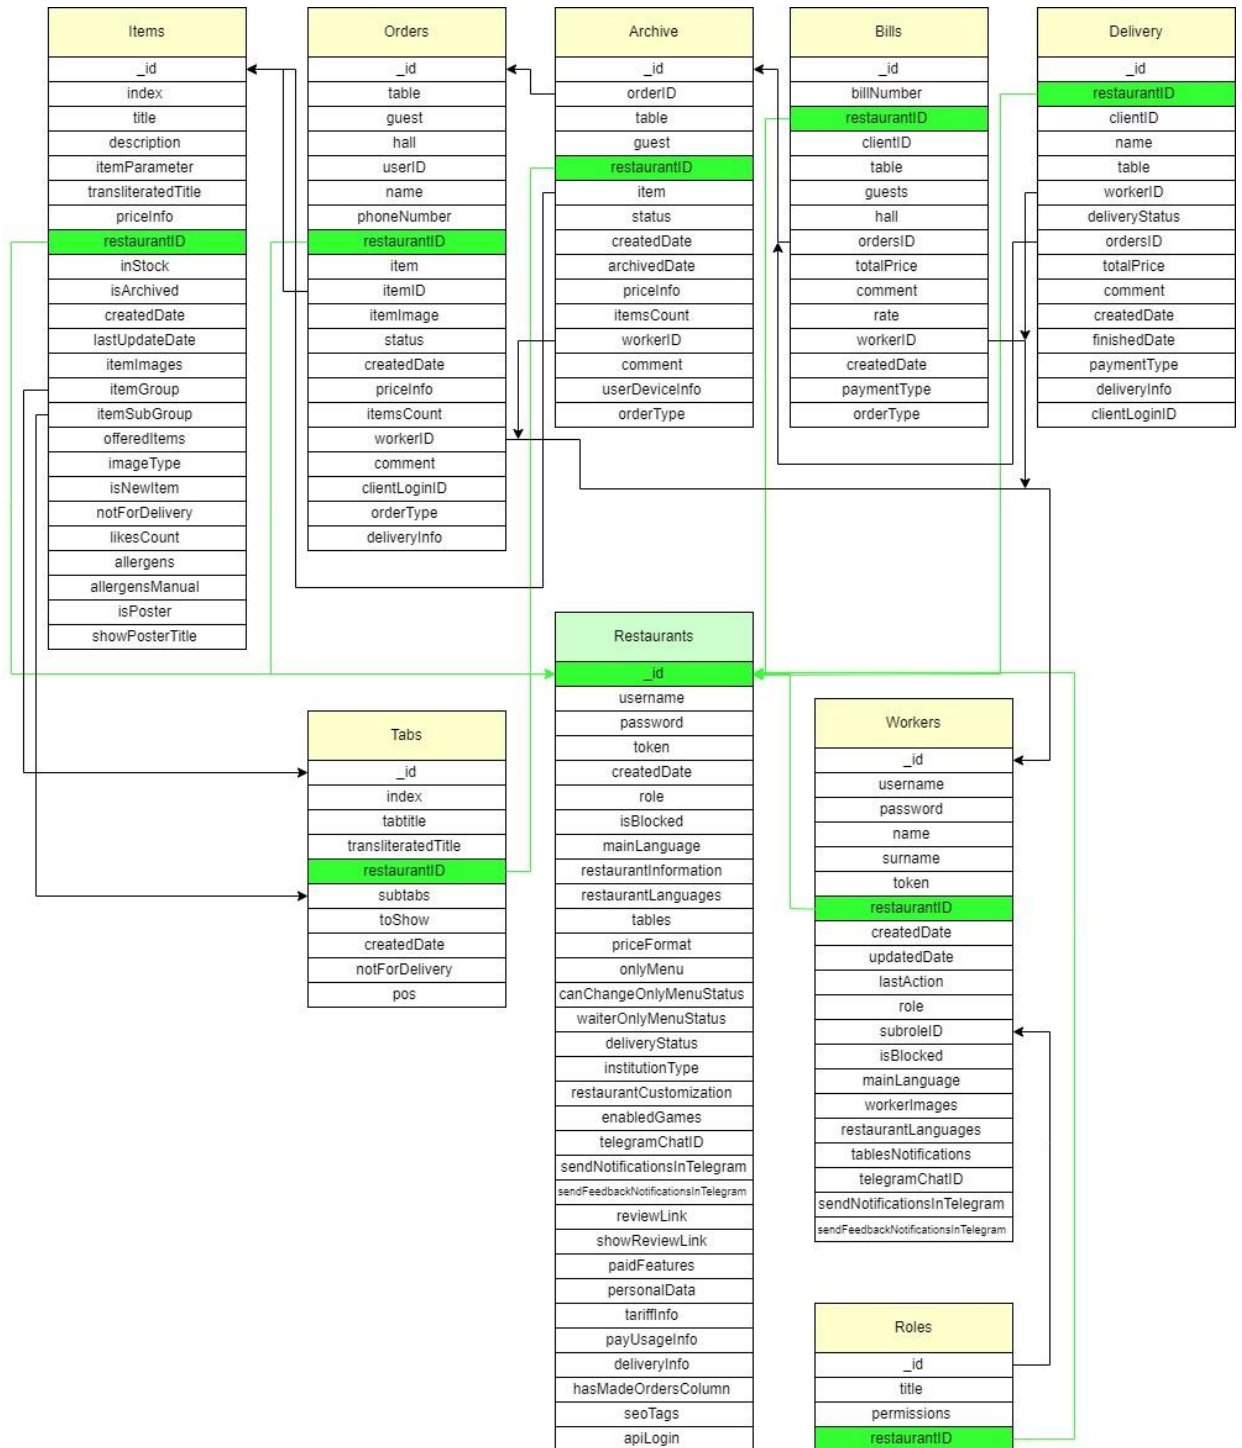 Items
_id
index
title
description
itemParameter
transliteratedTitle
priceInfo
restaurantID
inStock
isArchived
createdDate
lastUpdateDate
itemImages
itemGroup
itemSubGroup
offeredItems
imageType
isNewItem
notForDelivery
likesCount
allergens
allergensManual
isPoster
showPosterTitle
Orders
_id
table
guest
hall
userID
name
phoneNumber
restaurantID
item
itemID
itemImage
status
createdDate
priceInfo
itemsCount
workerID
comment
clientLoginID
orderType
deliveryInfo
Archive
_id
orderID
table
guest
restaurantID
item
status
createdDate
archivedDate
priceInfo
itemsCount
workerID
comment
userDeviceInfo
orderType
Bills
_id
billNumber
restaurantID
clientID
table
guests
hall
ordersID
totalPrice
comment
rate
workerID
createdDate
paymentType
orderType
Delivery
_id
restaurantID
clientID
name
table
workerID
deliveryStatus
ordersID
totalPrice
comment
createdDate
finishedDate
paymentType
deliveryInfo
clientLoginID
Tabs
_id
index
tabtitle
transliteratedTitle
restaurantID
subtabs
toShow
createdDate
notForDelivery
pos
Restaurants
_id
username
password
token
createdDate
role
isBlocked
mainLanguage
restaurantInformation
restaurantLanguages
tables
priceFormat
onlyMenu
canChangeOnlyMenuStatus
waiterOnlyMenuStatus
deliveryStatus
institutionType
restaurantCustomization
enabledGames
telegramChatID
sendNotificationsInTelegram
sendFeedbackNotificationsInTelegram
reviewLink
showReviewLink
paidFeatures
personalData
tariffInfo
payUsageInfo
deliveryInfo
hasMadeOrdersColumn
seoTags
apiLogin
Workers
_id
username
password
name
surname
token
restaurantID
createdDate
updatedDate
lastAction
role
subroleID
isBlocked
mainLanguage
workerImages
restaurantLanguages
tablesNotifications
telegramChatID
sendNotificationsInTelegram
sendFeedbackNotificationsInTelegram
Roles
_id
title
permissions
restaurantID